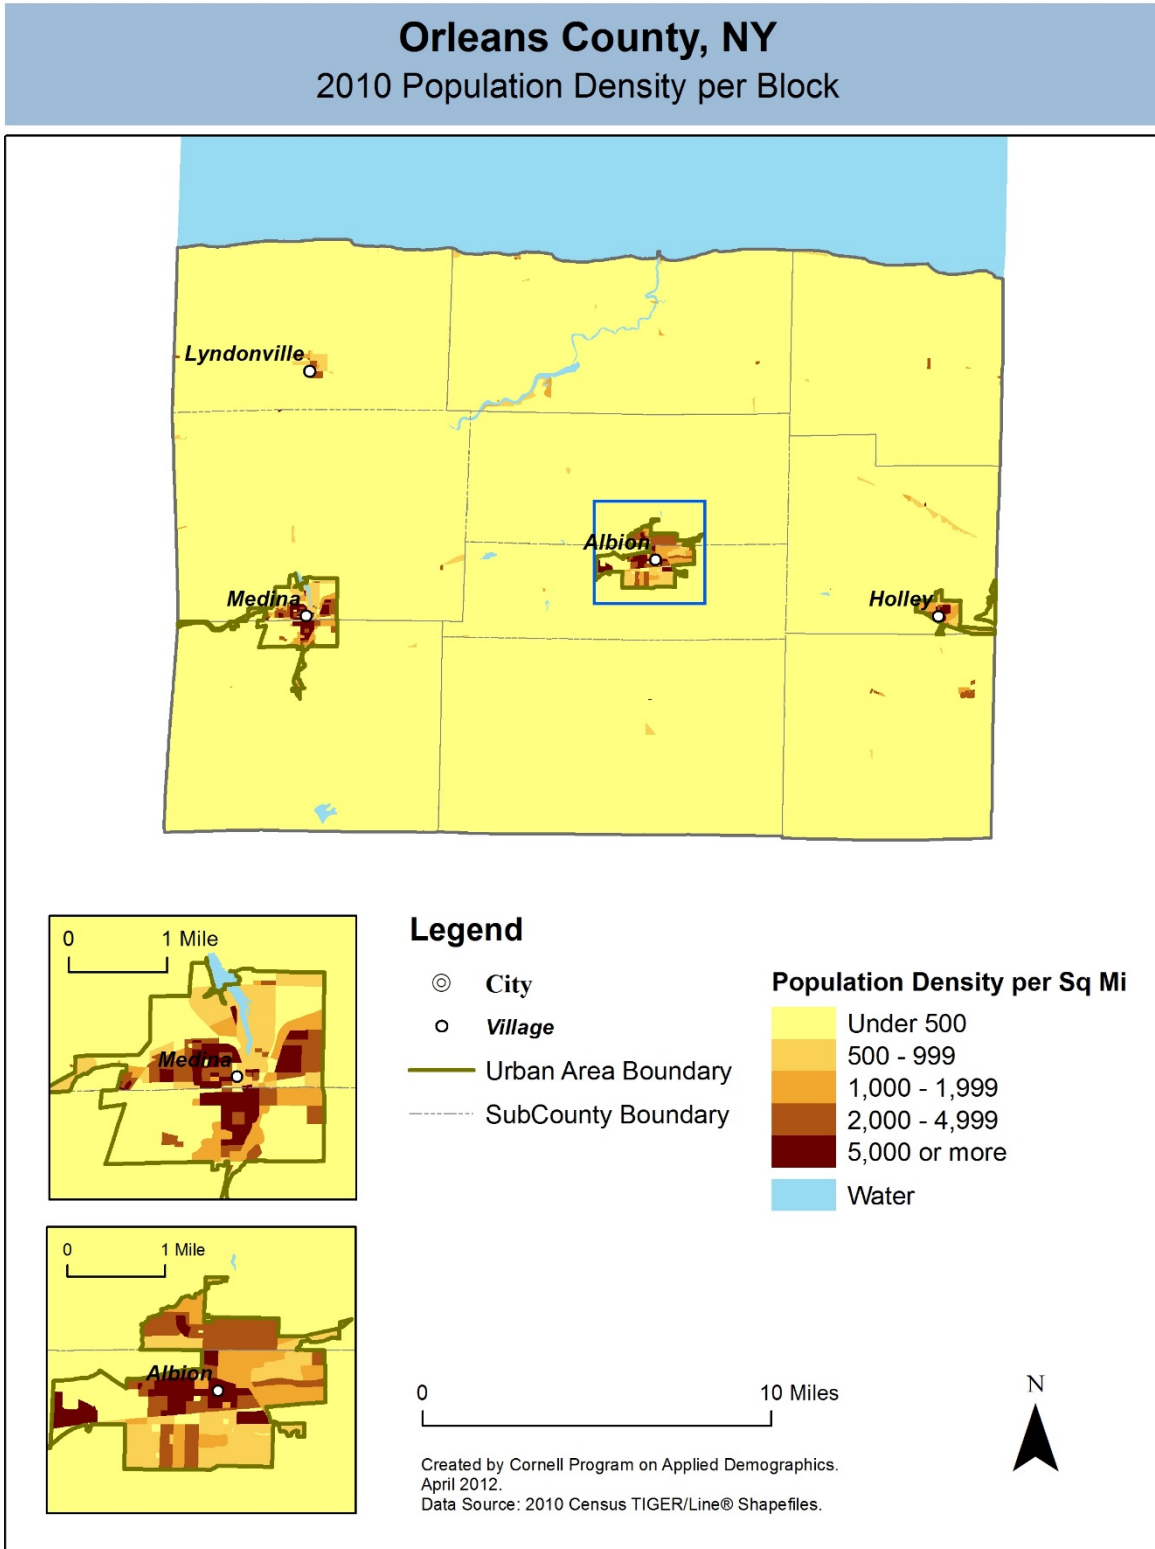 Orleans County, NY
2010 Population Density per Block
Lyndonville
Albion
Medina
Holley
0 1 Mile
Medina
0 1 Mile
Albion
Legend
City
Village
Urban Area Boundary
SubCounty Boundary
Population Density per Sq Mi
Under 500
500 - 999
1,000 - 1,999
2,000 - 4,999
5,000 or more
Water
0 10 Miles
N
Created by Cornell Program on Applied Demographics.
April 2012.
Data Source: 2010 Census TIGER/Line® Shapefiles.